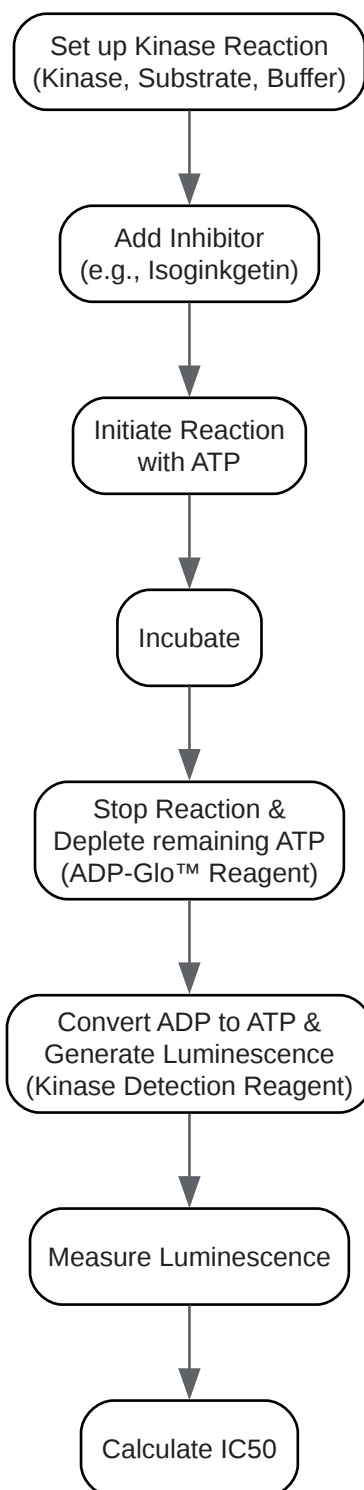 Set up Kinase Reaction
(Kinase, Substrate, Buffer)
Add Inhibitor
(e.g., Isoginkgetin)
Initiate Reaction
with ATP
Incubate
Stop Reaction &
Deplete remaining ATP
(ADP-Glo™ Reagent)
Convert ADP to ATP &
Generate Luminescence
(Kinase Detection Reagent)
Measure Luminescence
Calculate IC50